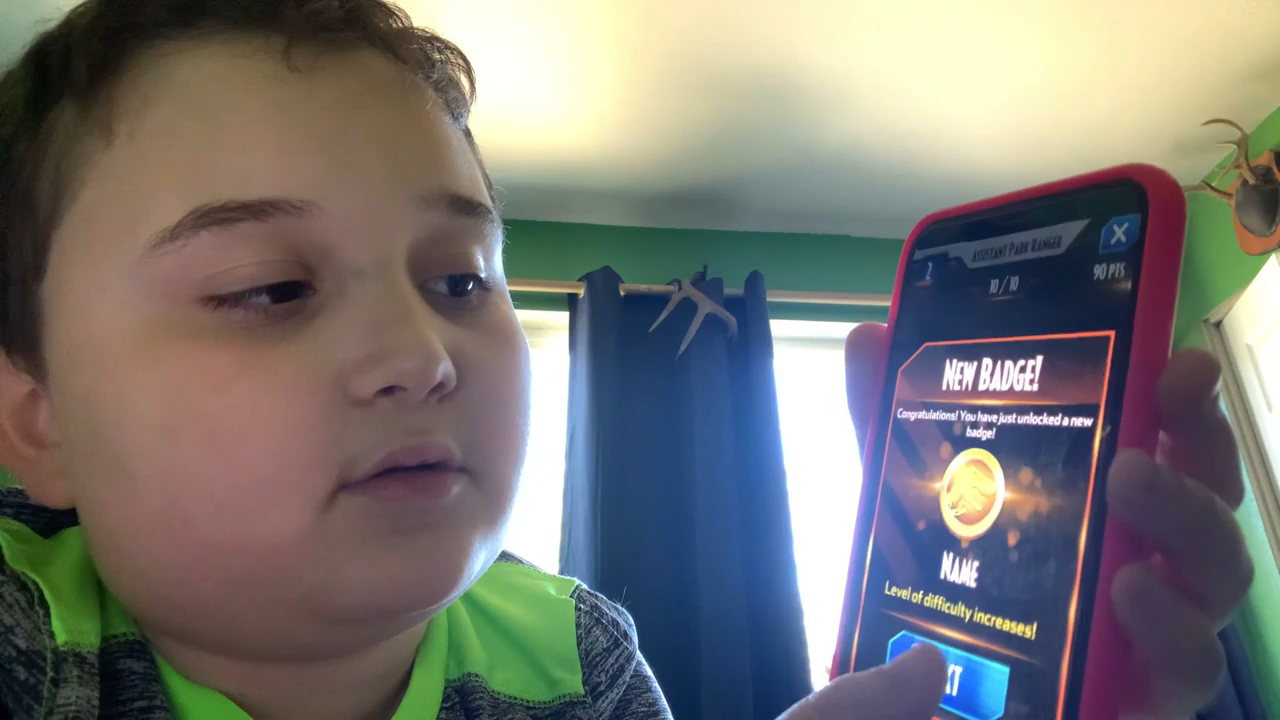 ASSISTANT PARK RANGER
2
10 / 10
90 PTS
NEW BADGE!
Congratulations! You have just unlocked a new
badge!
NAME
Level of difficulty increases!